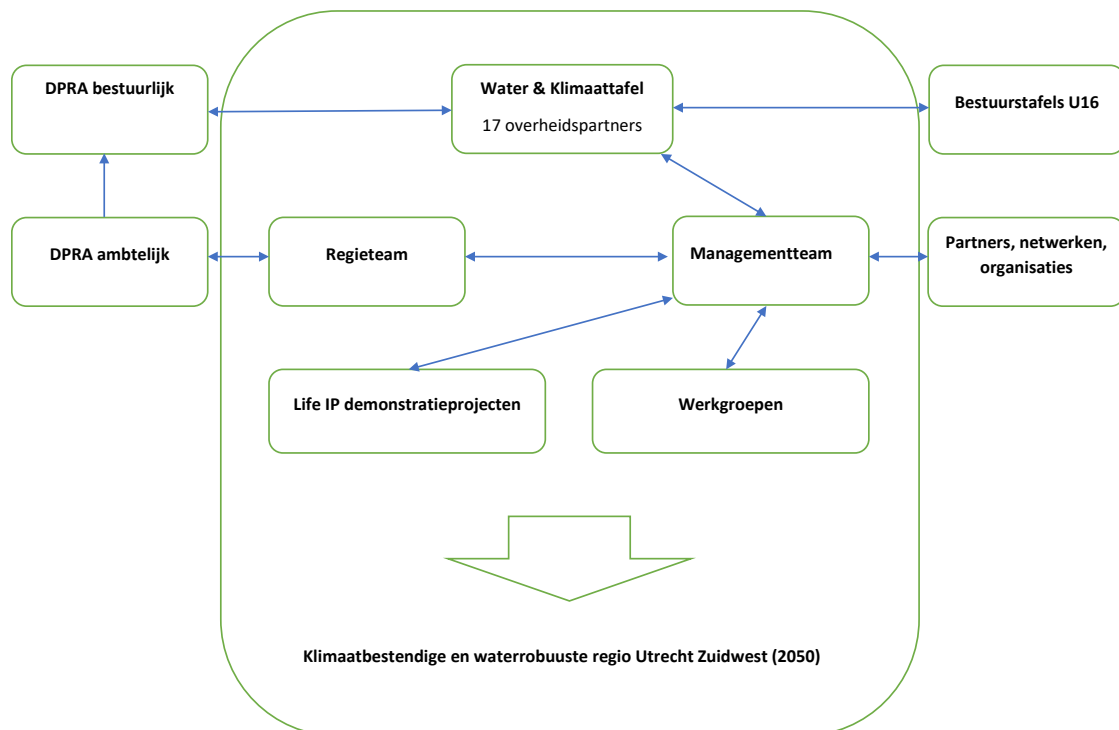 DPRA bestuurlijk
Water & Klimaattafel
17 overheidspartners
Bestuurstafels U16
DPRA ambtelijk
Regieteam
Managementteam
Partners, netwerken,
organisaties
Life IP demonstratieprojecten
Werkgroepen
Klimaatbestendige en waterrobuuste regio Utrecht Zuidwest (2050)